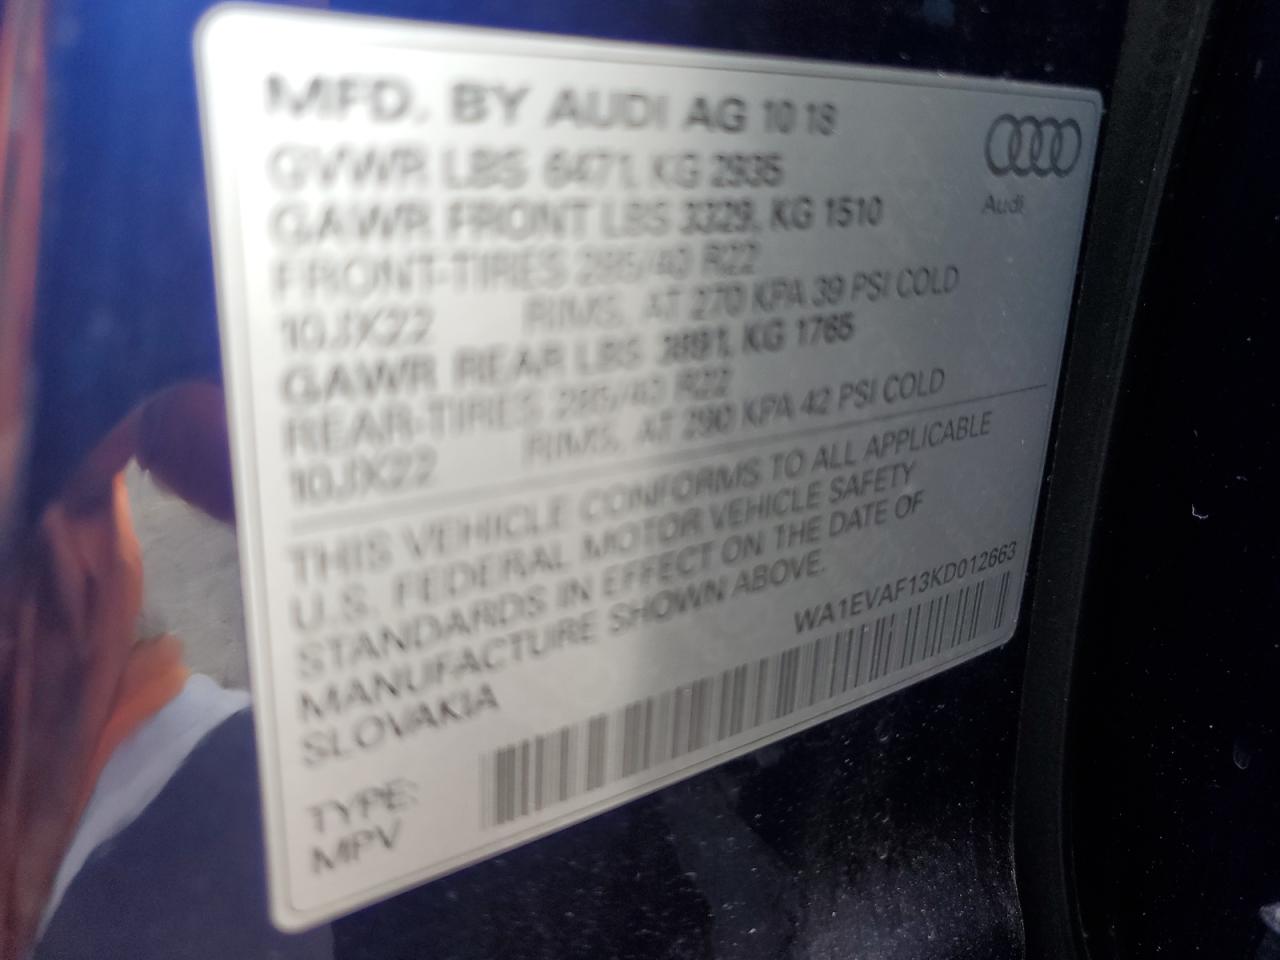 MFD. BY AUDI AG 10 18
GVWR LBS 6471, KG 2935
GAWR FRONT LBS 3329, KG 1510
FRONT-TIRES 285/40 R22
10JX22 RIMS, AT 270 KPA 39 PSI COLD
GAWR REAR LBS 3891, KG 1765
REAR-TIRES 285/40 R22
10JX22 RIMS, AT 290 KPA 42 PSI COLD
THIS VEHICLE CONFORMS TO ALL APPLICABLE
U.S. FEDERAL MOTOR VEHICLE SAFETY
STANDARDS IN EFFECT ON THE DATE OF
MANUFACTURE SHOWN ABOVE.
SLOVAKIA
WA1EVAF13KD012663
TYPE:
MPV
Audi